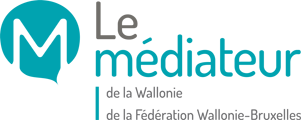 M
Le
médiateur
de la Wallonie
de la Fédération Wallonie-Bruxelles